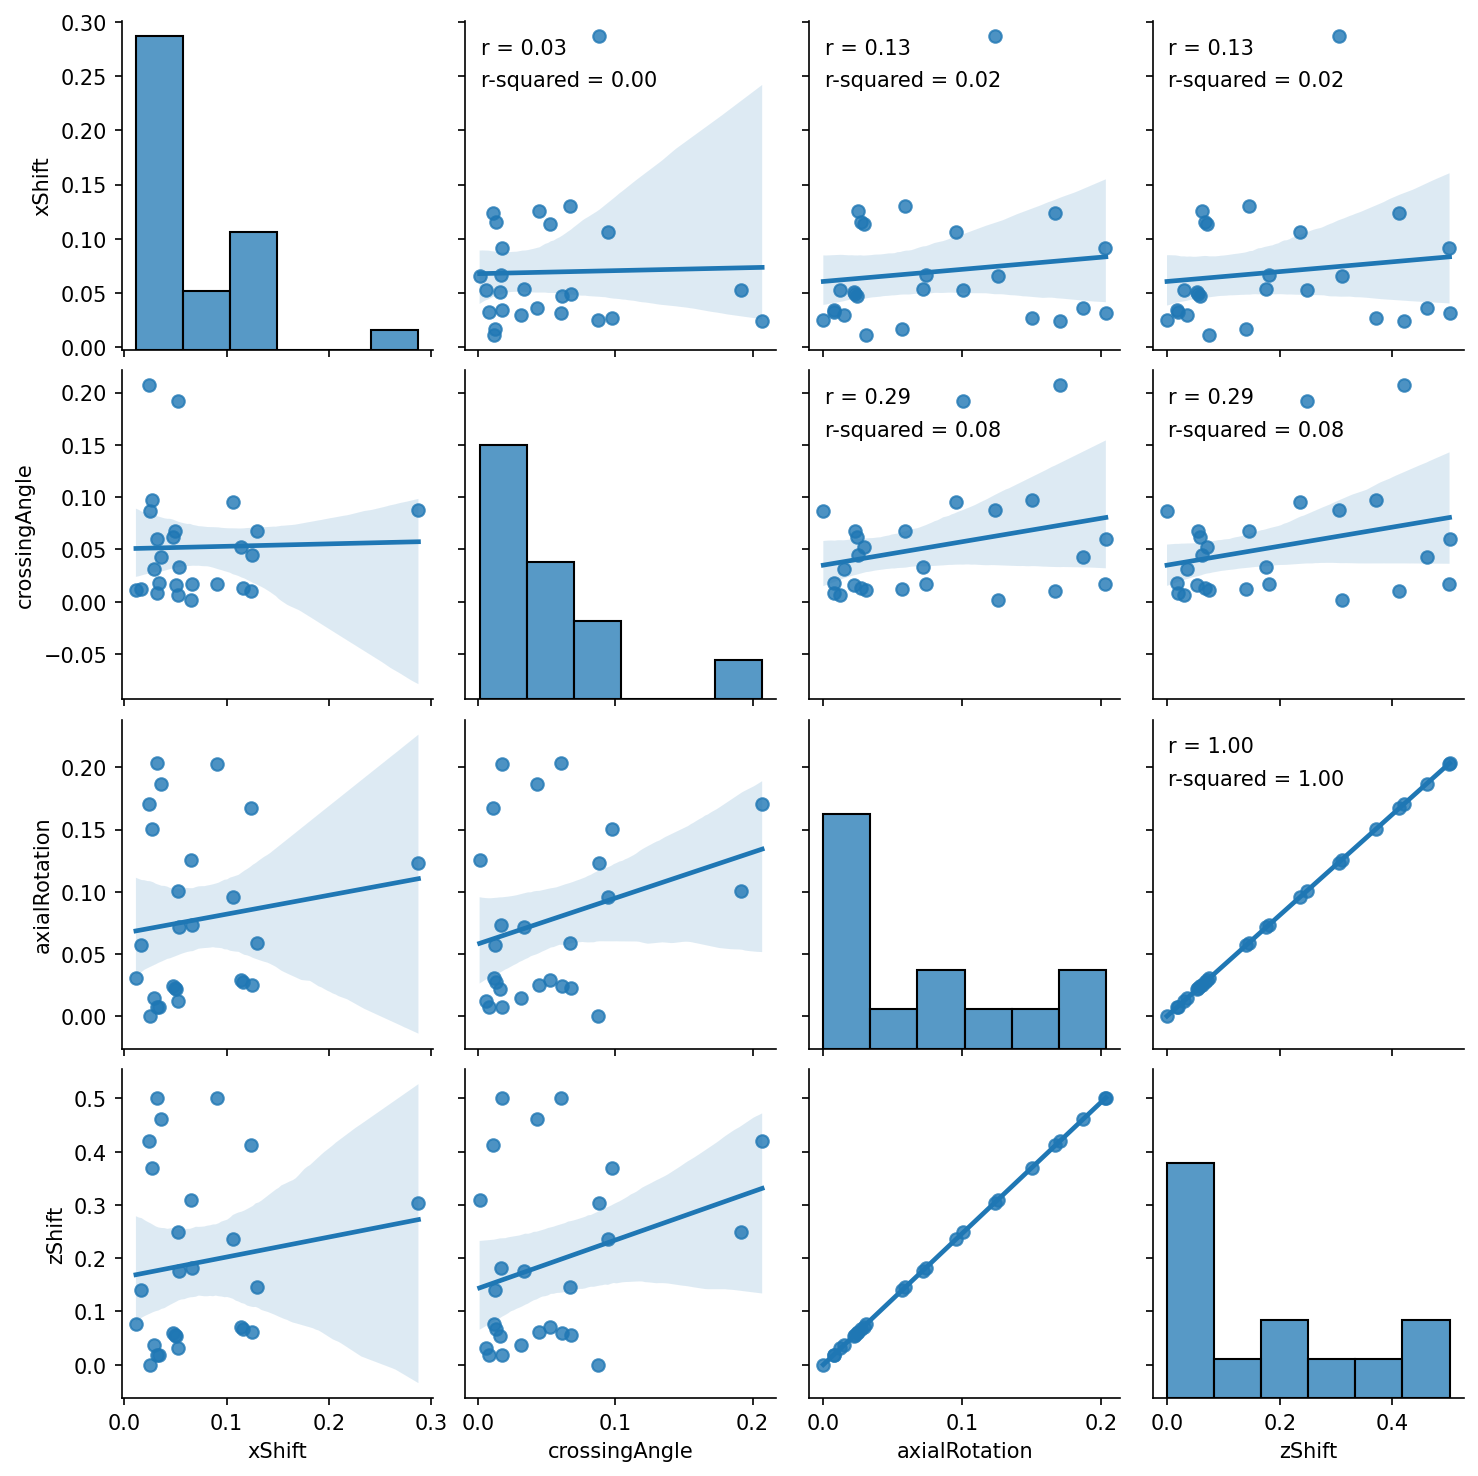 0.30
0.25
0.20
0.15
0.10
0.05
0.00
xShift
r = 0.03
r-squared = 0.00
r = 0.13
r-squared = 0.02
r = 0.13
r-squared = 0.02
0.20
0.15
0.10
0.05
0.00
−0.05
crossingAngle
r = 0.29
r-squared = 0.08
r = 0.29
r-squared = 0.08
0.20
0.15
0.10
0.05
0.00
axialRotation
r = 1.00
r-squared = 1.00
0.5
0.4
0.3
0.2
0.1
0.0
zShift
0.0 0.1 0.2 0.3
xShift
0.0 0.1 0.2
crossingAngle
0.0 0.1 0.2
axialRotation
0.0 0.2 0.4
zShift